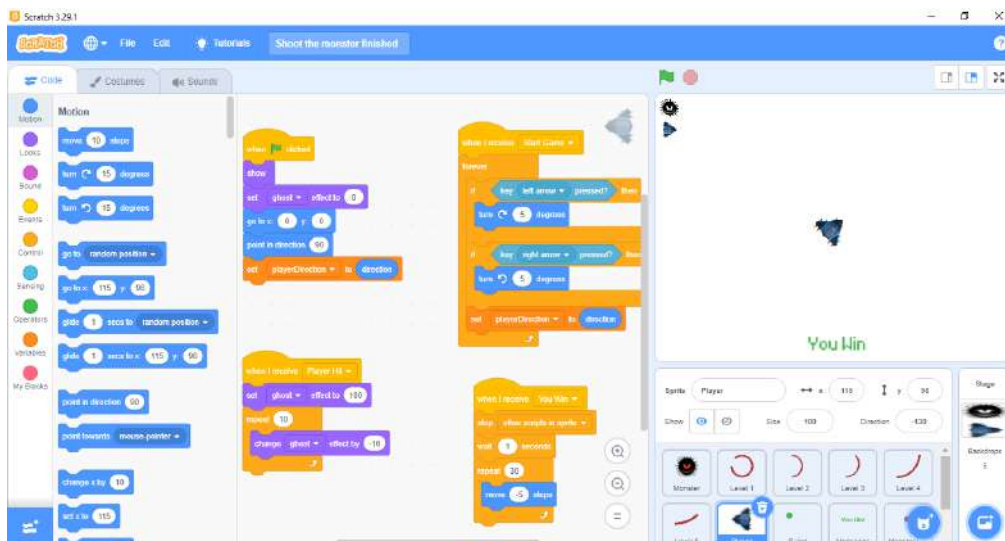 Scratch 3.29.1
SCRATCH File Edit Tutorials Shoot the monster finished
Code Costumes Sounds
Motion
Looks
Sound
Events
Control
Sensing
Operators
Variables
My Blocks
Motion
move 10 steps
turn 15 degrees
turn 15 degrees
go to random position
go to x: 115 y: 96
glide 1 secs to random position
glide 1 secs to x: 115 y: 96
point in direction 90
point towards mouse-pointer
change x by 10
set x to 115
when clicked
show
set ghost effect to 0
go to x: 0 y: 0
point in direction 90
set playerDirection to direction
when I receive Player Hit
set ghost effect to 100
repeat 10
change ghost effect by -10
when I receive Start Game
forever
if key left arrow pressed? then
turn 5 degrees
if key right arrow pressed? then
turn 5 degrees
set playerDirection to direction
when I receive You Win
stop other scripts in sprite
wait 1 seconds
repeat 30
move -5 steps
You Win
Sprite Player x y 96
Show Size 100 Direction
Stage
Backdrops
Monster Level 1 Level 2 Level 3 Level 4
You Win